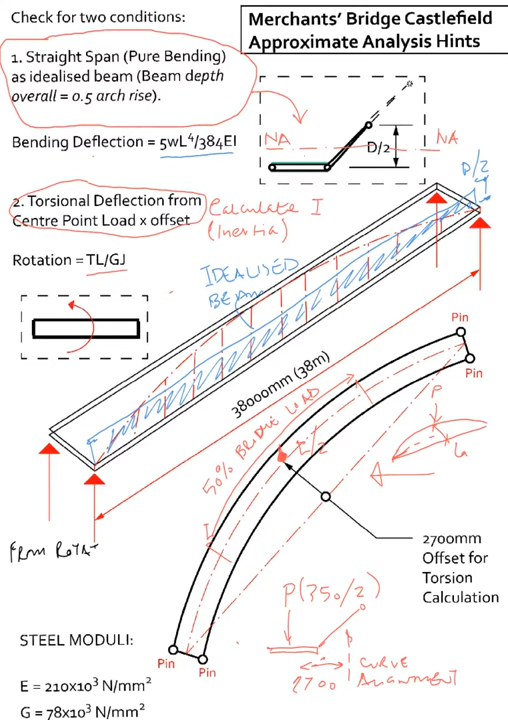 Check for two conditions:
Merchants' Bridge Castlefield
Approximate Analysis Hints
1. Straight Span (Pure Bending)
as idealised beam (Beam depth
overall = 0.5 arch rise).
Bending Deflection = 5wL⁴/384EI
NA
NA
D/2
D/2
2. Torsional Deflection from
Centre Point Load x offset
Calculate I
(Inertia)
Rotation = TL/GJ
IDEALISED
BEAM
38000mm (38m)
Pin
Pin
50% BRIDGE LOAD
L/2
P
FROM
2700mm
Offset for
Torsion
Calculation
P(350/2)
2700
CURVE
ALIGNMENT
Pin
Pin
STEEL MODULI:
E = 210x10³ N/mm²
G = 78x10³ N/mm²